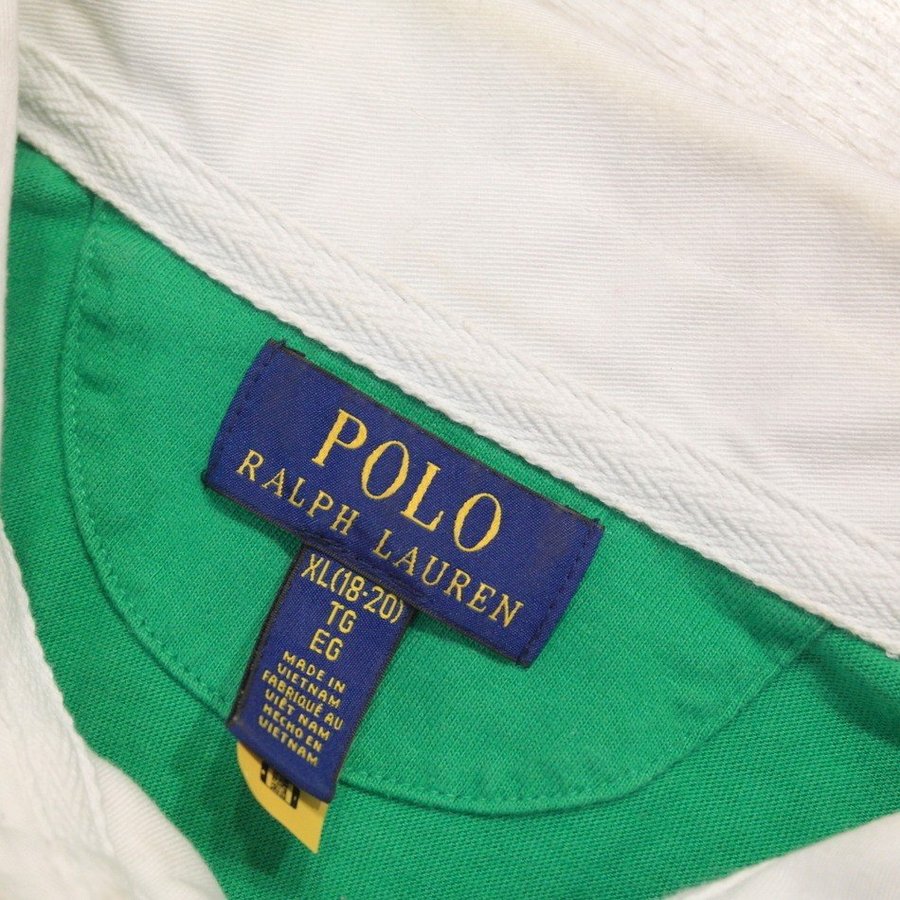 POLO
RALPH LAUREN
XL(18-20)
TG
EG
MADE IN
VIETNAM
FABRIQUÉ AU
VIÊT NAM
HECHO EN
VIETNAM